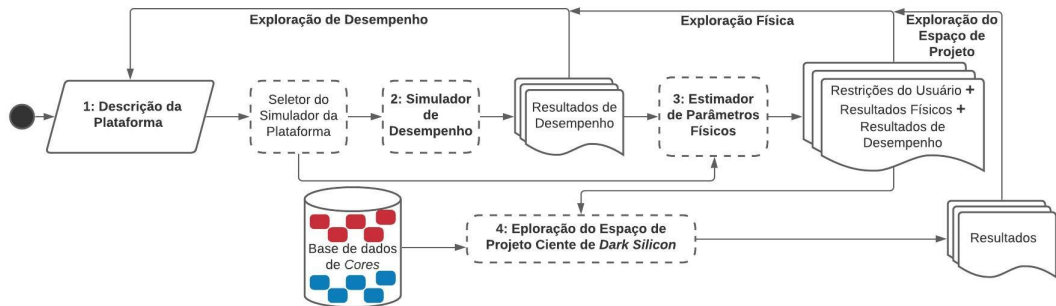 Exploração de Desempenho
Exploração Física
Exploração do
Espaço de
Projeto
1: Descrição da
Plataforma
Seletor do
Simulador da
Plataforma
2: Simulador
de
Desempenho
Resultados de
Desempenho
3: Estimador
de Parâmetros
Físicos
Restrições do Usuário +
Resultados Físicos +
Resultados de
Desempenho
Base de dados
de Cores
4: Eploração do Espaço de
Projeto Ciente de Dark Silicon
Resultados